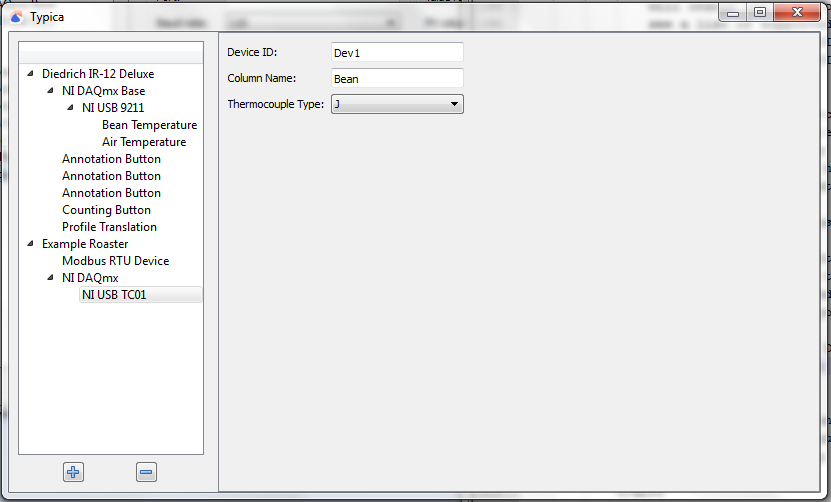 Typica
Diedrich IR-12 Deluxe
NI DAQmx Base
NI USB 9211
Bean Temperature
Air Temperature
Annotation Button
Annotation Button
Annotation Button
Counting Button
Profile Translation
Example Roaster
Modbus RTU Device
NI DAQmx
NI USB TC01
Device ID: Dev1
Column Name: Bean
Thermocouple Type: J